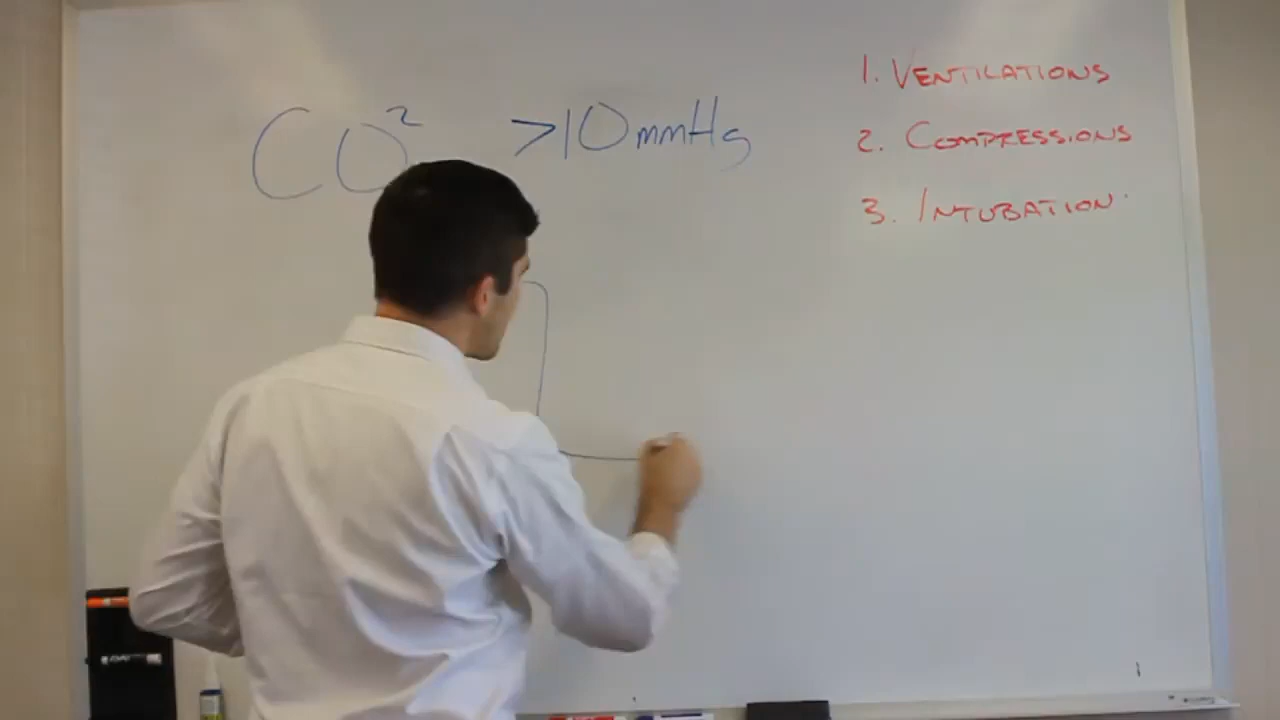 CO² >10mmHg
1. VENTILATIONS
2. COMPRESSIONS
3. INTUBATION